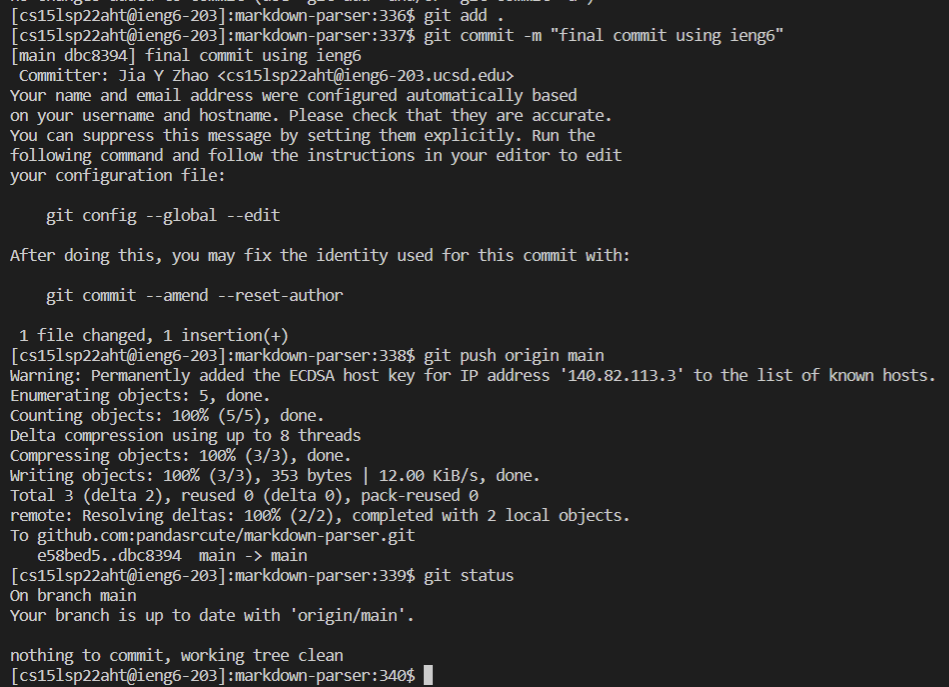 [cs15lsp22aht@ieng6-203]:markdown-parser:336$ git add .
[cs15lsp22aht@ieng6-203]:markdown-parser:337$ git commit -m "final commit using ieng6"
[main dbc8394] final commit using ieng6
 Committer: Jia Y Zhao <cs15lsp22aht@ieng6-203.ucsd.edu>
Your name and email address were configured automatically based
on your username and hostname. Please check that they are accurate.
You can suppress this message by setting them explicitly. Run the
following command and follow the instructions in your editor to edit
your configuration file:

    git config --global --edit

After doing this, you may fix the identity used for this commit with:

    git commit --amend --reset-author

 1 file changed, 1 insertion(+)
[cs15lsp22aht@ieng6-203]:markdown-parser:338$ git push origin main
Warning: Permanently added the ECDSA host key for IP address '140.82.113.3' to the list of known hosts.
Enumerating objects: 5, done.
Counting objects: 100% (5/5), done.
Delta compression using up to 8 threads
Compressing objects: 100% (3/3), done.
Writing objects: 100% (3/3), 353 bytes | 12.00 KiB/s, done.
Total 3 (delta 2), reused 0 (delta 0), pack-reused 0
remote: Resolving deltas: 100% (2/2), completed with 2 local objects.
To github.com:pandasrcute/markdown-parser.git
   e58bed5..dbc8394  main -> main
[cs15lsp22aht@ieng6-203]:markdown-parser:339$ git status
On branch main
Your branch is up to date with 'origin/main'.

nothing to commit, working tree clean
[cs15lsp22aht@ieng6-203]:markdown-parser:340$